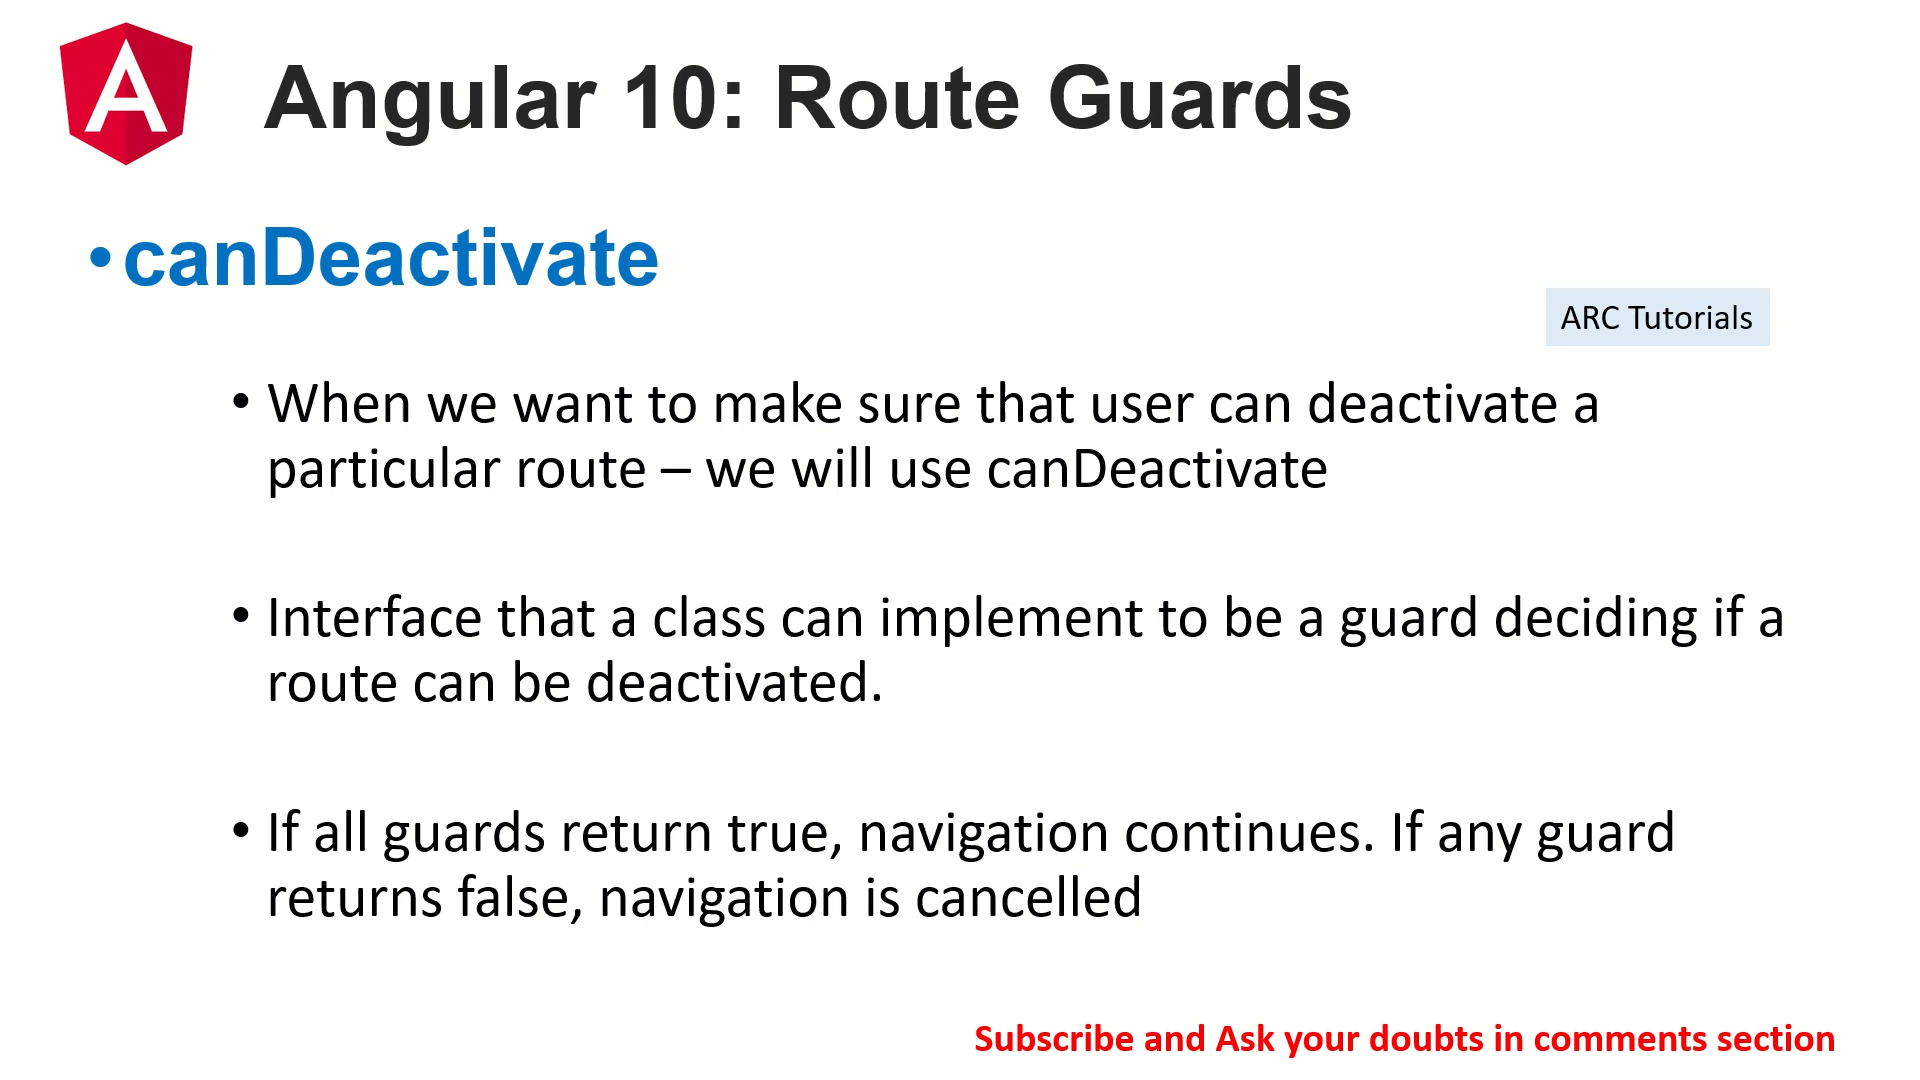 Angular 10: Route Guards
• canDeactivate
ARC Tutorials
• When we want to make sure that user can deactivate a
particular route – we will use canDeactivate
• Interface that a class can implement to be a guard deciding if a
route can be deactivated.
• If all guards return true, navigation continues. If any guard
returns false, navigation is cancelled
Subscribe and Ask your doubts in comments section